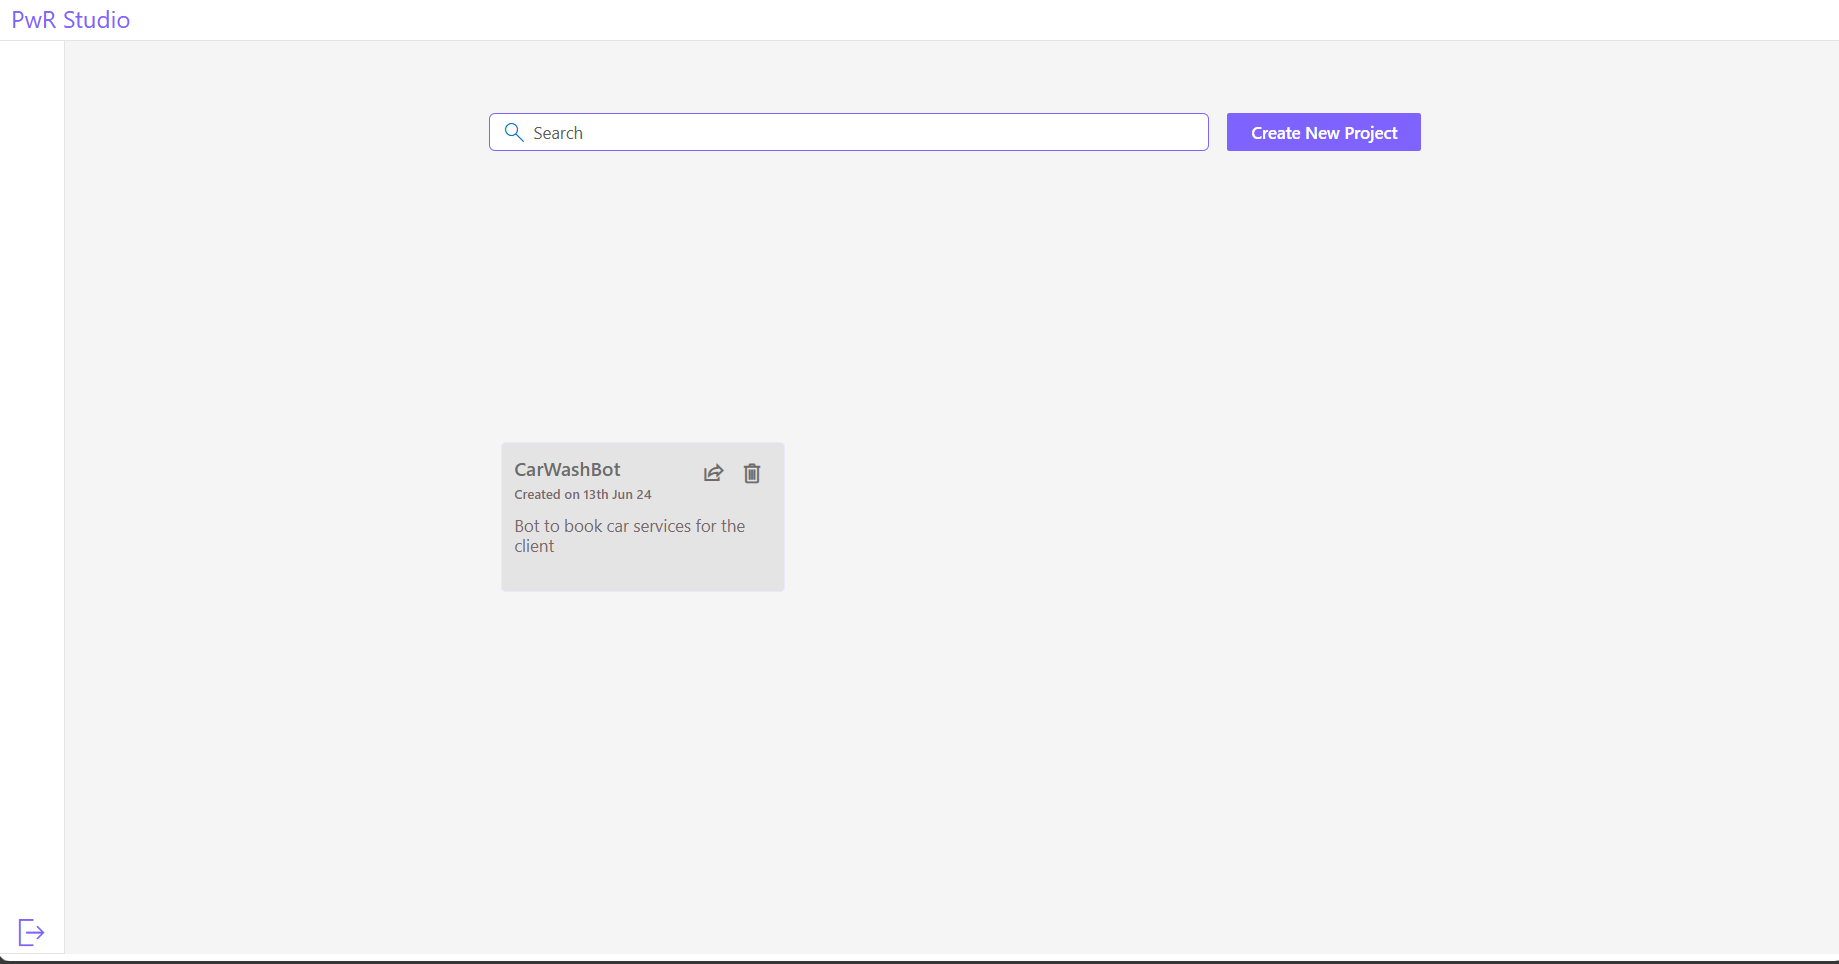 PwR Studio
Search
Create New Project
CarWashBot
Created on 13th Jun 24
Bot to book car services for the
client